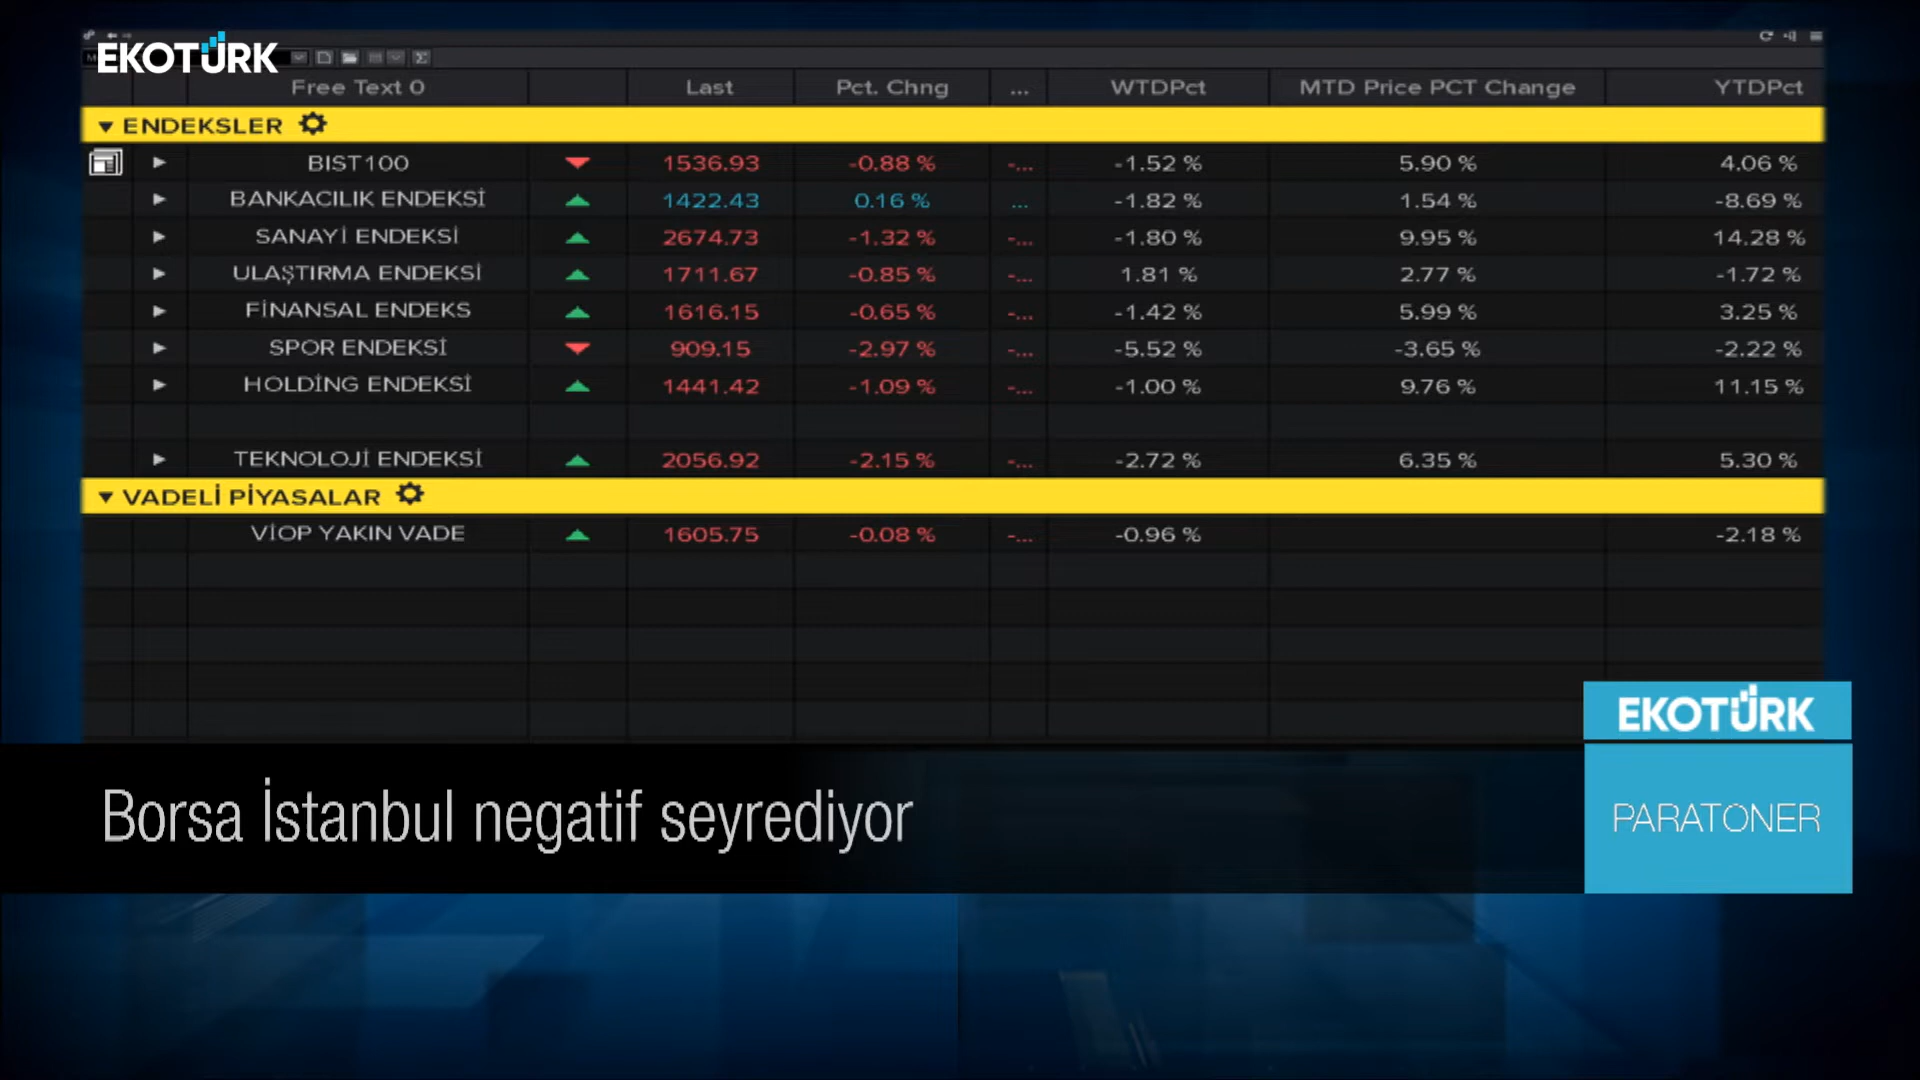 EKOTÜRK
Free Text 0 Last Pct. Chng ... WTDPct MTD Price PCT Change YTDPct
ENDEKSLER
BIST100 1536.93 -0.88 % -... -1.52 % 5.90 % 4.06 %
BANKACILIK ENDEKSİ 1422.43 0.16 % ... -1.82 % 1.54 % -8.69 %
SANAYİ ENDEKSİ 2674.73 -1.32 % -... -1.80 % 9.95 % 14.28 %
ULAŞTIRMA ENDEKSİ 1711.67 -0.85 % -... 1.81 % 2.77 % -1.72 %
FİNANSAL ENDEKS 1616.15 -0.65 % -... -1.42 % 5.99 % 3.25 %
SPOR ENDEKSİ 909.15 -2.97 % -... -5.52 % -3.65 % -2.22 %
HOLDİNG ENDEKSİ 1441.42 -1.09 % -... -1.00 % 9.76 % 11.15 %
TEKNOLOJİ ENDEKSİ 2056.92 -2.15 % -... -2.72 % 6.35 % 5.30 %
VADELİ PİYASALAR
VİOP YAKIN VADE 1605.75 -0.08 % -... -0.96 % -2.18 %
EKOTÜRK
Borsa İstanbul negatif seyrediyor
PARATONER